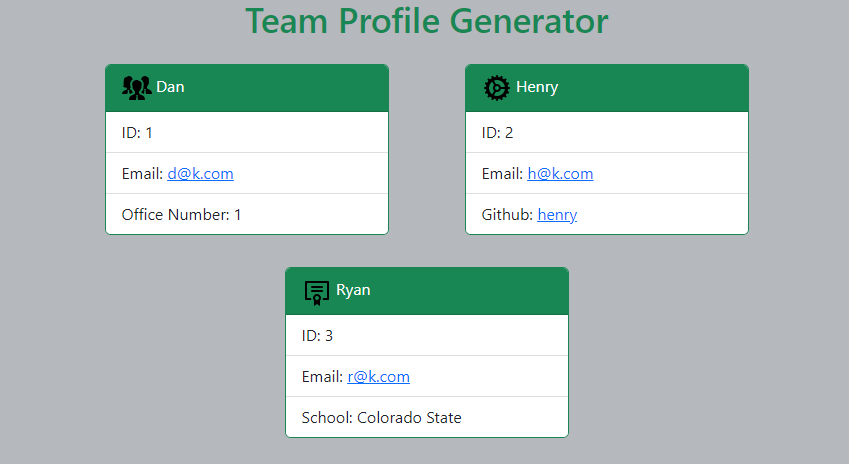 Team Profile Generator
Dan
ID: 1
Email: d@k.com
Office Number: 1
Henry
ID: 2
Email: h@k.com
Github: henry
Ryan
ID: 3
Email: r@k.com
School: Colorado State